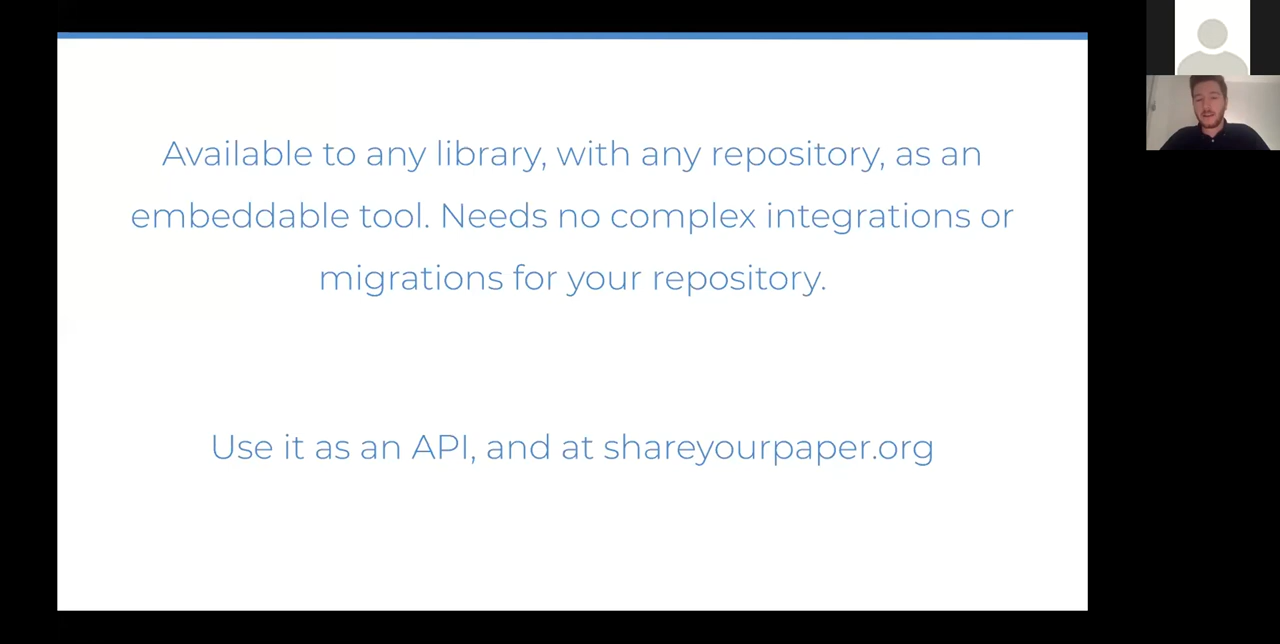 Available to any library, with any repository, as an
embeddable tool. Needs no complex integrations or
migrations for your repository.
Use it as an API, and at shareyourpaper.org